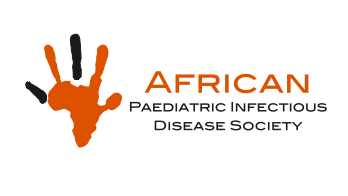 AFRICAN
PAEDIATRIC INFECTIOUS
DISEASE SOCIETY